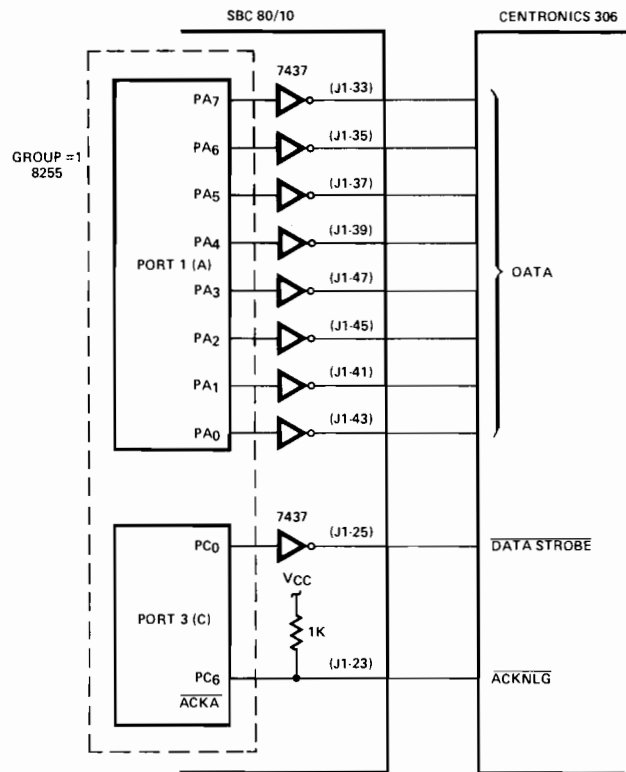 SBC 80/10
CENTRONICS 306
7437
PA7 (J1-33)
GROUP =1
8255
PA6 (J1-35)
PA5 (J1-37)
PA4 (J1-39)
PORT 1 (A)
PA3 (J1-47)
OATA
PA2 (J1-45)
PA1 (J1-41)
PA0 (J1-43)
7437
PC0 (J1-25) DATA STROBE
VCC
PORT 3 (C)
1K
PC6 (J1-23) ACKNLG
ACKA